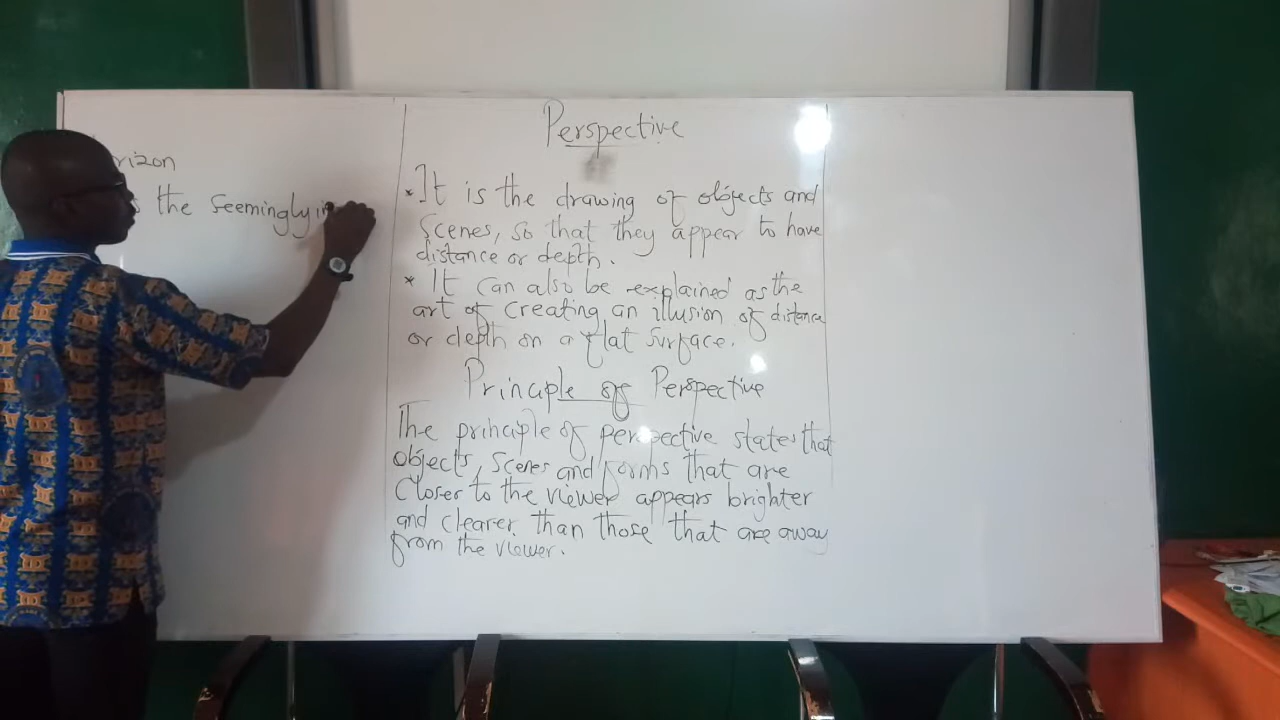 rizon
the seemingly in
Perspective
* It is the drawing of objects and
scenes, so that they appear to have
distance or depth.
* It can also be explained as the
art of creating an illusion of distance
or depth on a flat surface.
Principle of Perspective
The principle of perspective states that
objects, scenes and forms that are
closer to the viewer appears brighter
and clearer than those that are away
from the viewer.